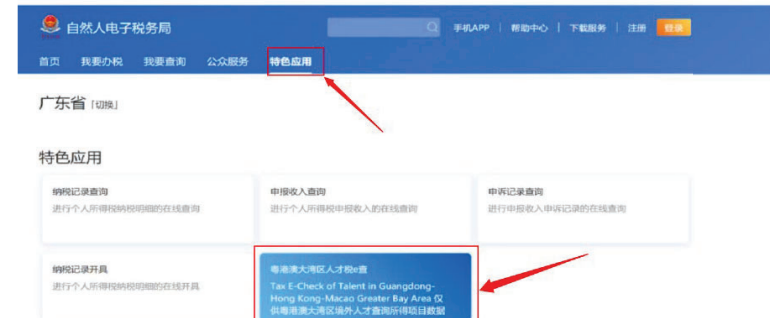 自然人电子税务局
手机APP | 帮助中心 | 下载服务 | 注册 登录
首页 我要办税 我要查询 公众服务 特色应用
广东省「切换」
特色应用
纳税记录查询
进行个人所得税纳税明细的在线查询
申报收入查询
进行个人所得税申报收入的在线查询
申诉记录查询
进行申报收入申诉记录的在线查询
纳税记录开具
进行个人所得税纳税明细的在线开具
粤港澳大湾区人才税e查
Tax E-Check of Talent in Guangdong-
Hong Kong-Macao Greater Bay Area 仅
供粤港澳大湾区境外人才查询所得项目数据